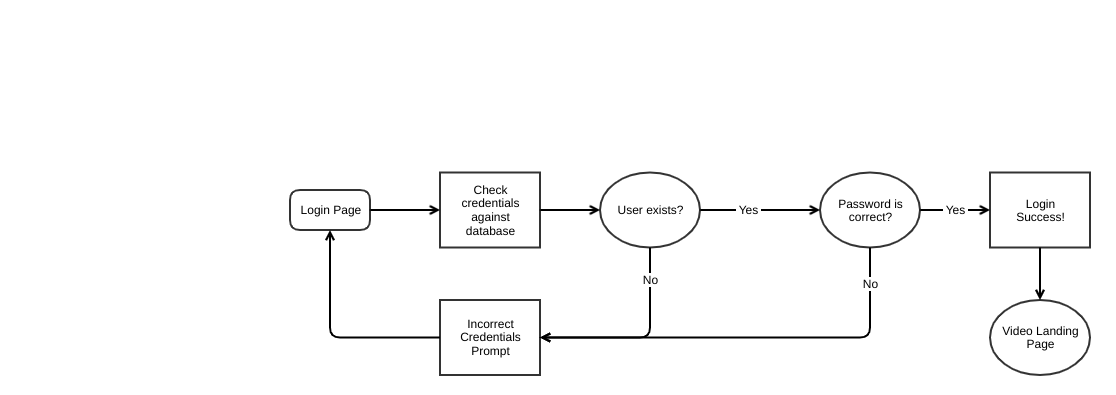 Login Page
Check
credentials
against
database
User exists?
Yes
Password is
correct?
Yes
Login
Success!
No
No
Incorrect
Credentials
Prompt
Video Landing
Page